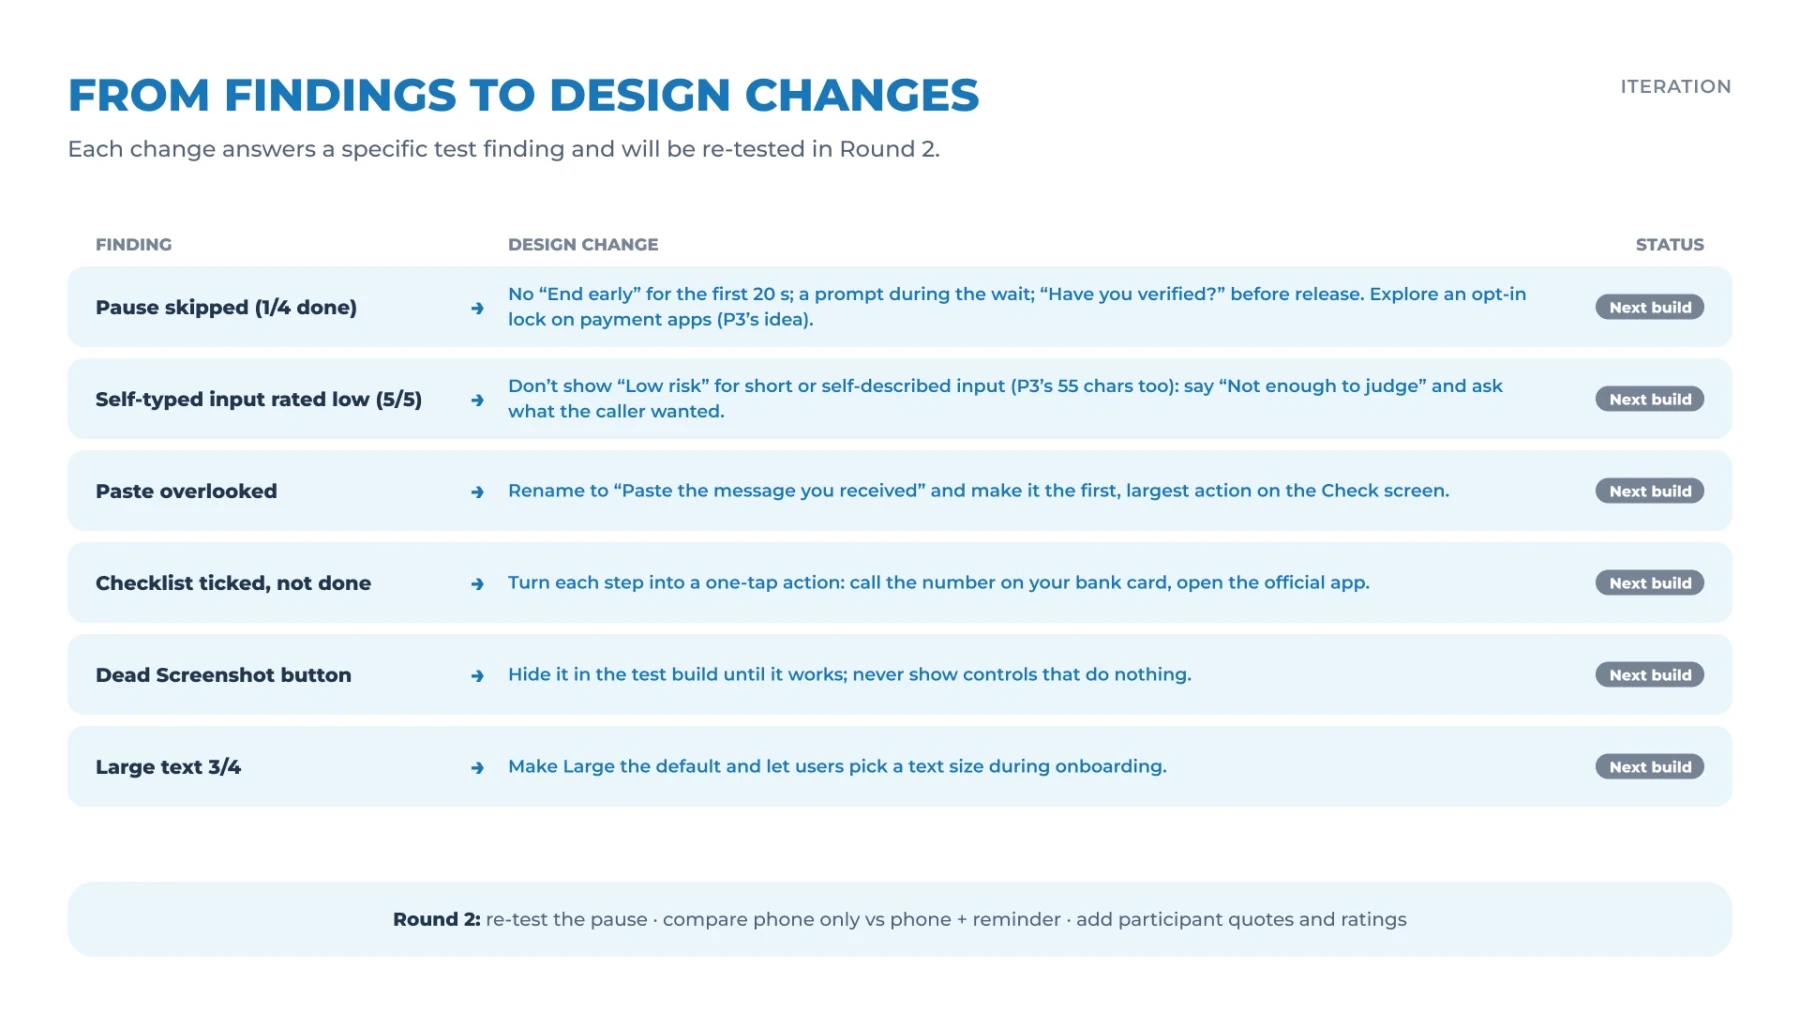 FROM FINDINGS TO DESIGN CHANGES
ITERATION
Each change answers a specific test finding and will be re-tested in Round 2.
FINDING
DESIGN CHANGE
STATUS
Pause skipped (1/4 done)
→
No “End early” for the first 20 s; a prompt during the wait; “Have you verified?” before release. Explore an opt-in
lock on payment apps (P3’s idea).
Next build
Self-typed input rated low (5/5)
→
Don’t show “Low risk” for short or self-described input (P3’s 55 chars too): say “Not enough to judge” and ask
what the caller wanted.
Next build
Paste overlooked
→
Rename to “Paste the message you received” and make it the first, largest action on the Check screen.
Next build
Checklist ticked, not done
→
Turn each step into a one-tap action: call the number on your bank card, open the official app.
Next build
Dead Screenshot button
→
Hide it in the test build until it works; never show controls that do nothing.
Next build
Large text 3/4
→
Make Large the default and let users pick a text size during onboarding.
Next build
Round 2: re-test the pause · compare phone only vs phone + reminder · add participant quotes and ratings